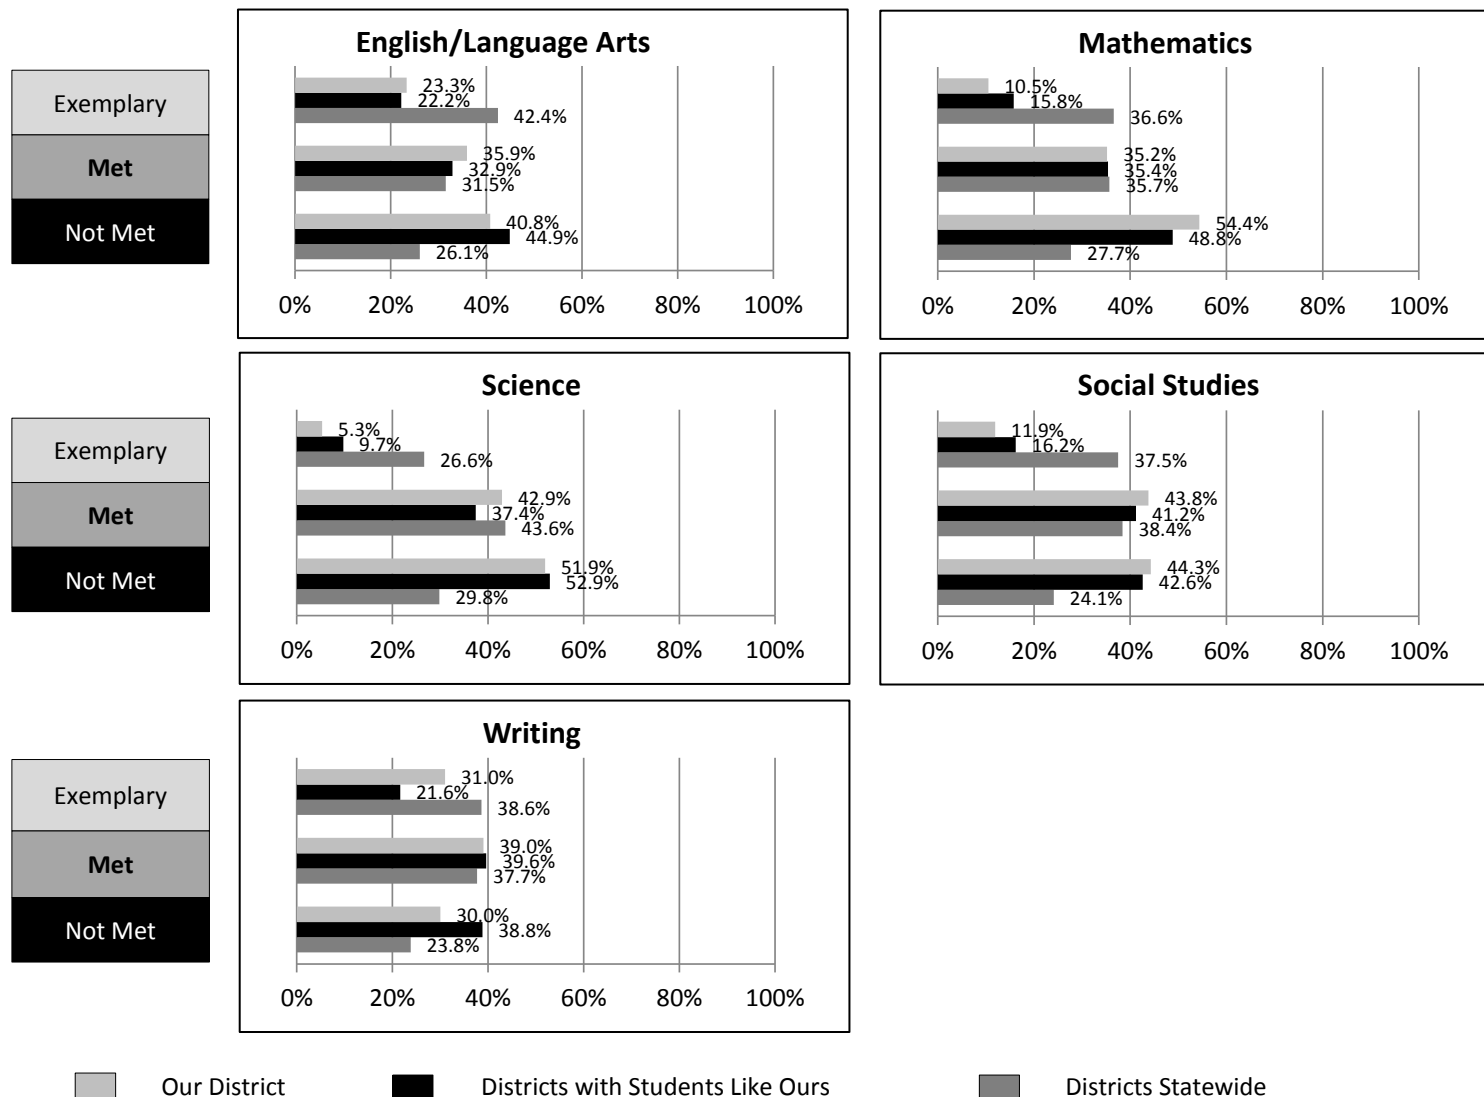 English/Language Arts
Exemplary
Met
Not Met
23.3%
22.2%
42.4%
35.9%
32.9%
31.5%
40.8%
44.9%
26.1%
0% 20% 40% 60% 80% 100%
Mathematics
10.5%
15.8%
36.6%
35.2%
35.4%
35.7%
54.4%
48.8%
27.7%
0% 20% 40% 60% 80% 100%
Science
Exemplary
Met
Not Met
5.3%
9.7%
26.6%
42.9%
37.4%
43.6%
51.9%
52.9%
29.8%
0% 20% 40% 60% 80% 100%
Social Studies
11.9%
16.2%
37.5%
43.8%
41.2%
38.4%
44.3%
42.6%
24.1%
0% 20% 40% 60% 80% 100%
Writing
Exemplary
Met
Not Met
31.0%
21.6%
38.6%
39.0%
39.6%
37.7%
30.0%
38.8%
23.8%
0% 20% 40% 60% 80% 100%
Our District Districts with Students Like Ours Districts Statewide